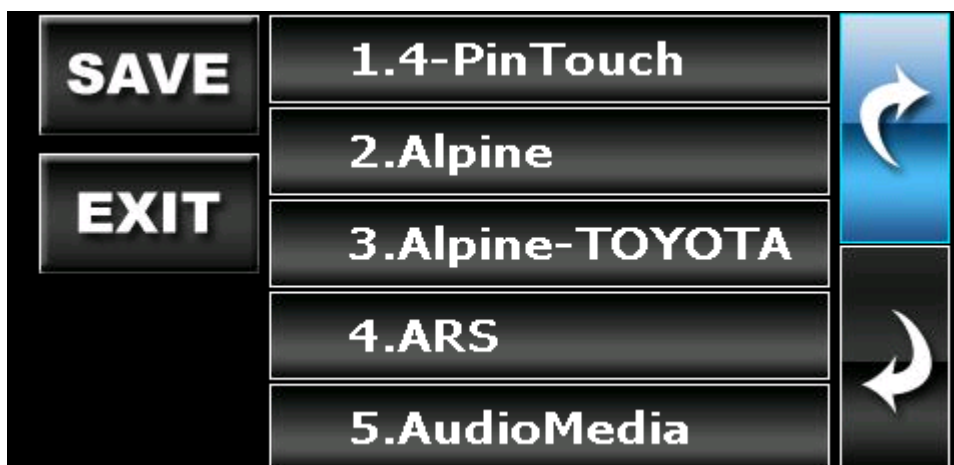 SAVE
EXIT
1.4-PinTouch
2.Alpine
3.Alpine-TOYOTA
4.ARS
5.AudioMedia